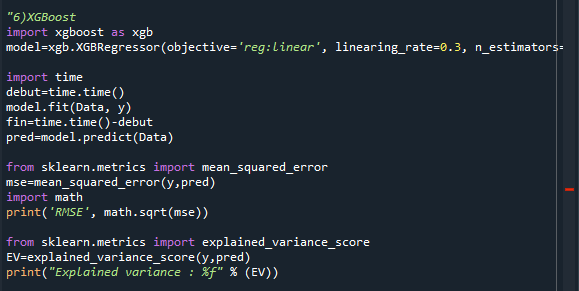 "6)XGBoost
import xgboost as xgb
model=xgb.XGBRegressor(objective='reg:linear', linearing_rate=0.3, n_estimators=
import time
debut=time.time()
model.fit(Data, y)
fin=time.time()-debut
pred=model.predict(Data)
from sklearn.metrics import mean_squared_error
mse=mean_squared_error(y,pred)
import math
print('RMSE', math.sqrt(mse))
from sklearn.metrics import explained_variance_score
EV=explained_variance_score(y,pred)
print("Explained variance : %f" % (EV))